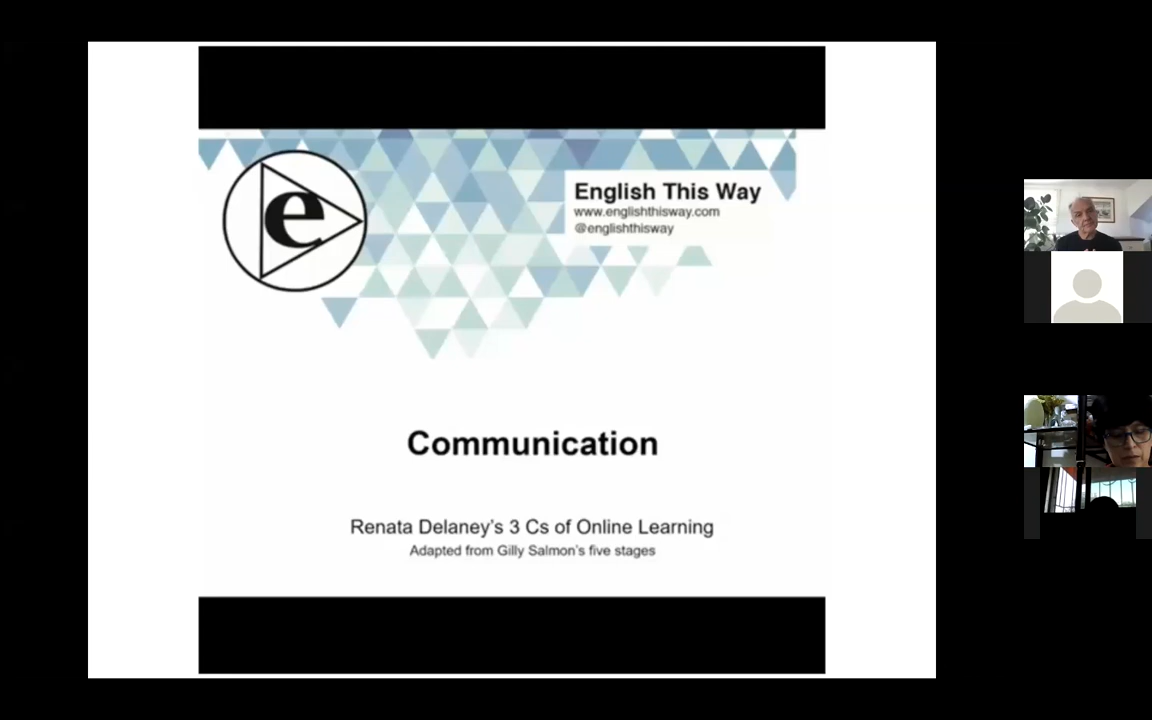 e
English This Way
www.englishthisway.com
@englishthisway
Communication
Renata Delaney's 3 Cs of Online Learning
Adapted from Gilly Salmon's five stages